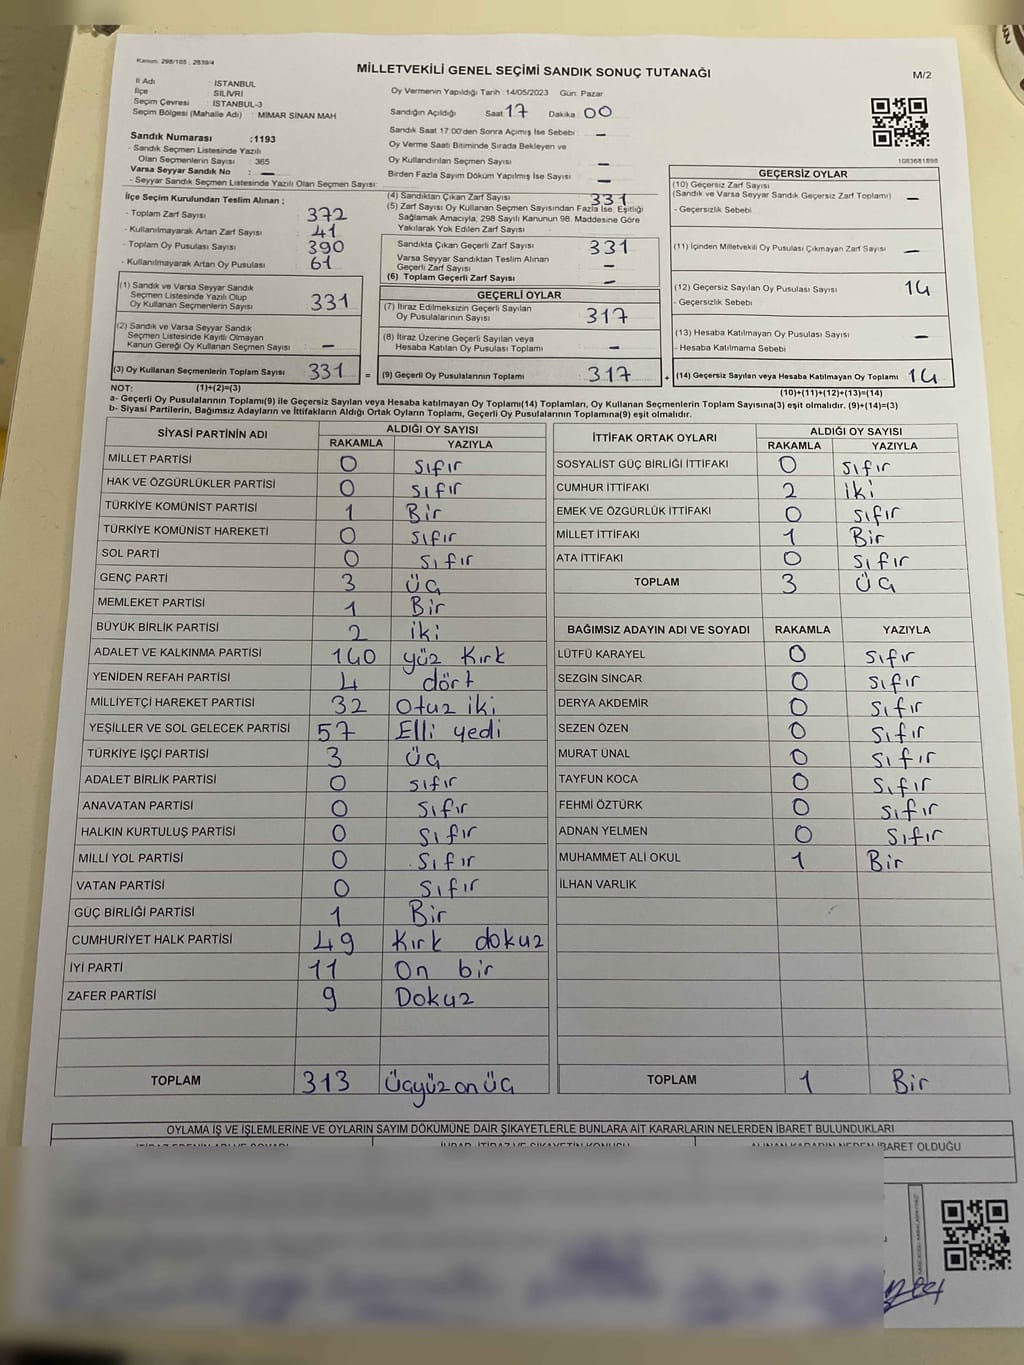 Kanun: 298/105 , 2839/4
MİLLETVEKİLİ GENEL SEÇİMİ SANDIK SONUÇ TUTANAĞI
M/2
İl Adı : İSTANBUL
İlçe : SİLİVRİ
Seçim Çevresi : İSTANBUL-3
Seçim Bölgesi (Mahalle Adı) : MİMAR SİNAN MAH
Oy Vermenin Yapıldığı Tarih :14/05/2023 Gün: Pazar
Sandığın Açıldığı Saat 17 Dakika 00
Sandık Saat 17:00'den Sonra Açımış İse Sebebi : —
Oy Verme Saati Bitiminde Sırada Bekleyen ve
Oy Kullandırılan Seçmen Sayısı —
Birden Fazla Sayım Döküm Yapılmış İse Sayısı —
Sandık Numarası :1193
- Sandık Seçmen Listesinde Yazılı
Olan Seçmenlerin Sayısı : 365
Varsa Seyyar Sandık No : —
- Seyyar Sandık Seçmen Listesinde Yazılı Olan Seçmen Sayısı:
1083681898
İlçe Seçim Kurulundan Teslim Alınan ;
- Toplam Zarf Sayısı 372
- Kullanılmayarak Artan Zarf Sayısı 41
- Toplam Oy Pusulası Sayısı 390
- Kullanılmayarak Artan Oy Pusulası 61
(1) Sandık ve Varsa Seyyar Sandık
Seçmen Listesinde Yazılı Olup
Oy Kullanan Seçmenlerin Sayısı 331
(2) Sandık ve Varsa Seyyar Sandık
Seçmen Listesinde Kayıtlı Olmayan
Kanun Gereği Oy Kullanan Seçmen Sayısı —
(3) Oy Kullanan Seçmenlerin Toplam Sayısı 331 =
(4) Sandıktan Çıkan Zarf Sayısı 331
(5) Zarf Sayısı Oy Kullanan Seçmen Sayısından Fazla İse, Eşitliği
Sağlamak Amacıyla; 298 Sayılı Kanunun 98. Maddesine Göre
Yakılarak Yok Edilen Zarf Sayısı
Sandıkta Çıkan Geçerli Zarf Sayısı 331
Varsa Seyyar Sandıktan Teslim Alınan
Geçerli Zarf Sayısı —
(6) Toplam Geçerli Zarf Sayısı —
GEÇERLİ OYLAR
(7) İtiraz Edilmeksizin Geçerli Sayılan
Oy Pusulalarının Sayısı 317
(8) İtiraz Üzerine Geçerli Sayılan veya
Hesaba Katılan Oy Pusulası Toplamı —
(9) Geçerli Oy Pusulalarının Toplamı 317 +
GEÇERSİZ OYLAR
(10) Geçersiz Zarf Sayısı
(Sandık ve Varsa Seyyar Sandık Geçersiz Zarf Toplamı) —
- Geçersizlik Sebebi
(11) İçinden Milletvekili Oy Pusulası Çıkmayan Zarf Sayısı —
(12) Geçersiz Sayılan Oy Pusulası Sayısı 14
- Geçersizlik Sebebi
(13) Hesaba Katılmayan Oy Pusulası Sayısı —
- Hesaba Katılmama Sebebi
(14) Geçersiz Sayılan veya Hesaba Katılmayan Oy Pusulası Toplamı 14
NOT: (1)+(2)=(3) (10)+(11)+(12)+(13)=(14)
a- Geçerli Oy Pusulalarının Toplamı(9) ile Geçersiz Sayılan veya Hesaba katılmayan Oy Pusulası Toplamı(14) Toplamları, Oy Kullanan Seçmenlerin Toplam Sayısına(3) eşit olmalıdır. (9)+(14)=(3)
b- Siyasi Partilerin, Bağımsız Adayların ve İttifakların Aldığı Ortak Oyların Toplamı, Geçerli Oy Pusulalarının Toplamına(9) eşit olmalıdır.
SİYASİ PARTİNİN ADI ALDIĞI OY SAYISI
RAKAMLA YAZIYLA
MİLLET PARTİSİ 0 sıfır
HAK VE ÖZGÜRLÜKLER PARTİSİ 0 sıfır
TÜRKİYE KOMÜNİST PARTİSİ 1 Bir
TÜRKİYE KOMÜNİST HAREKETİ 0 sıfır
SOL PARTİ 0 sıfır
GENÇ PARTİ 3 üç
MEMLEKET PARTİSİ 1 Bir
BÜYÜK BİRLİK PARTİSİ 2 iki
ADALET VE KALKINMA PARTİSİ 140 yüz Kırk
YENİDEN REFAH PARTİSİ 4 dört
MİLLİYETÇİ HAREKET PARTİSİ 32 Otuz iki
YEŞİLLER VE SOL GELECEK PARTİSİ 57 Elli yedi
TÜRKİYE İŞÇİ PARTİSİ 3 üç
ADALET BİRLİK PARTİSİ 0 sıfır
ANAVATAN PARTİSİ 0 sıfır
HALKIN KURTULUŞ PARTİSİ 0 sıfır
MİLLİ YOL PARTİSİ 0 sıfır
VATAN PARTİSİ 0 sıfır
GÜÇ BİRLİĞİ PARTİSİ 1 Bir
CUMHURİYET HALK PARTİSİ 49 Kırk dokuz
İYİ PARTİ 11 On bir
ZAFER PARTİSİ 9 Dokuz
TOPLAM 313 Üçyüz on üç
İTTİFAK ORTAK OYLARI ALDIĞI OY SAYISI
RAKAMLA YAZIYLA
SOSYALİST GÜÇ BİRLİĞİ İTTİFAKI 0 sıfır
CUMHUR İTTİFAKI 2 iki
EMEK VE ÖZGÜRLÜK İTTİFAKI 0 sıfır
MİLLET İTTİFAKI 1 Bir
ATA İTTİFAKI 0 sıfır
TOPLAM 3 üç
BAĞIMSIZ ADAYIN ADI VE SOYADI RAKAMLA YAZIYLA
LÜTFÜ KARAYEL 0 sıfır
SEZGİN SİNCAR 0 sıfır
DERYA AKDEMİR 0 sıfır
SEZEN ÖZEN 0 sıfır
MURAT ÜNAL 0 sıfır
TAYFUN KOCA 0 sıfır
FEHMİ ÖZTÜRK 0 sıfır
ADNAN YELMEN 0 sıfır
MUHAMMET ALİ OKUL 1 Bir
İLHAN VARLIK
TOPLAM 1 Bir
OYLAMA İŞ VE İŞLEMLERİNE VE OYLARIN SAYIM DÖKÜMÜNE DAİR ŞİKAYETLERLE BUNLARA AİT KARARLARIN NELERDEN İBARET BULUNDUKLARI
İTİRAZ EDENİN ADI VE SOYADI İHBAR, İTİRAZ VE ŞİKAYETİN KONUSU ALINAN KARARIN NEDEN İBARET OLDUĞU